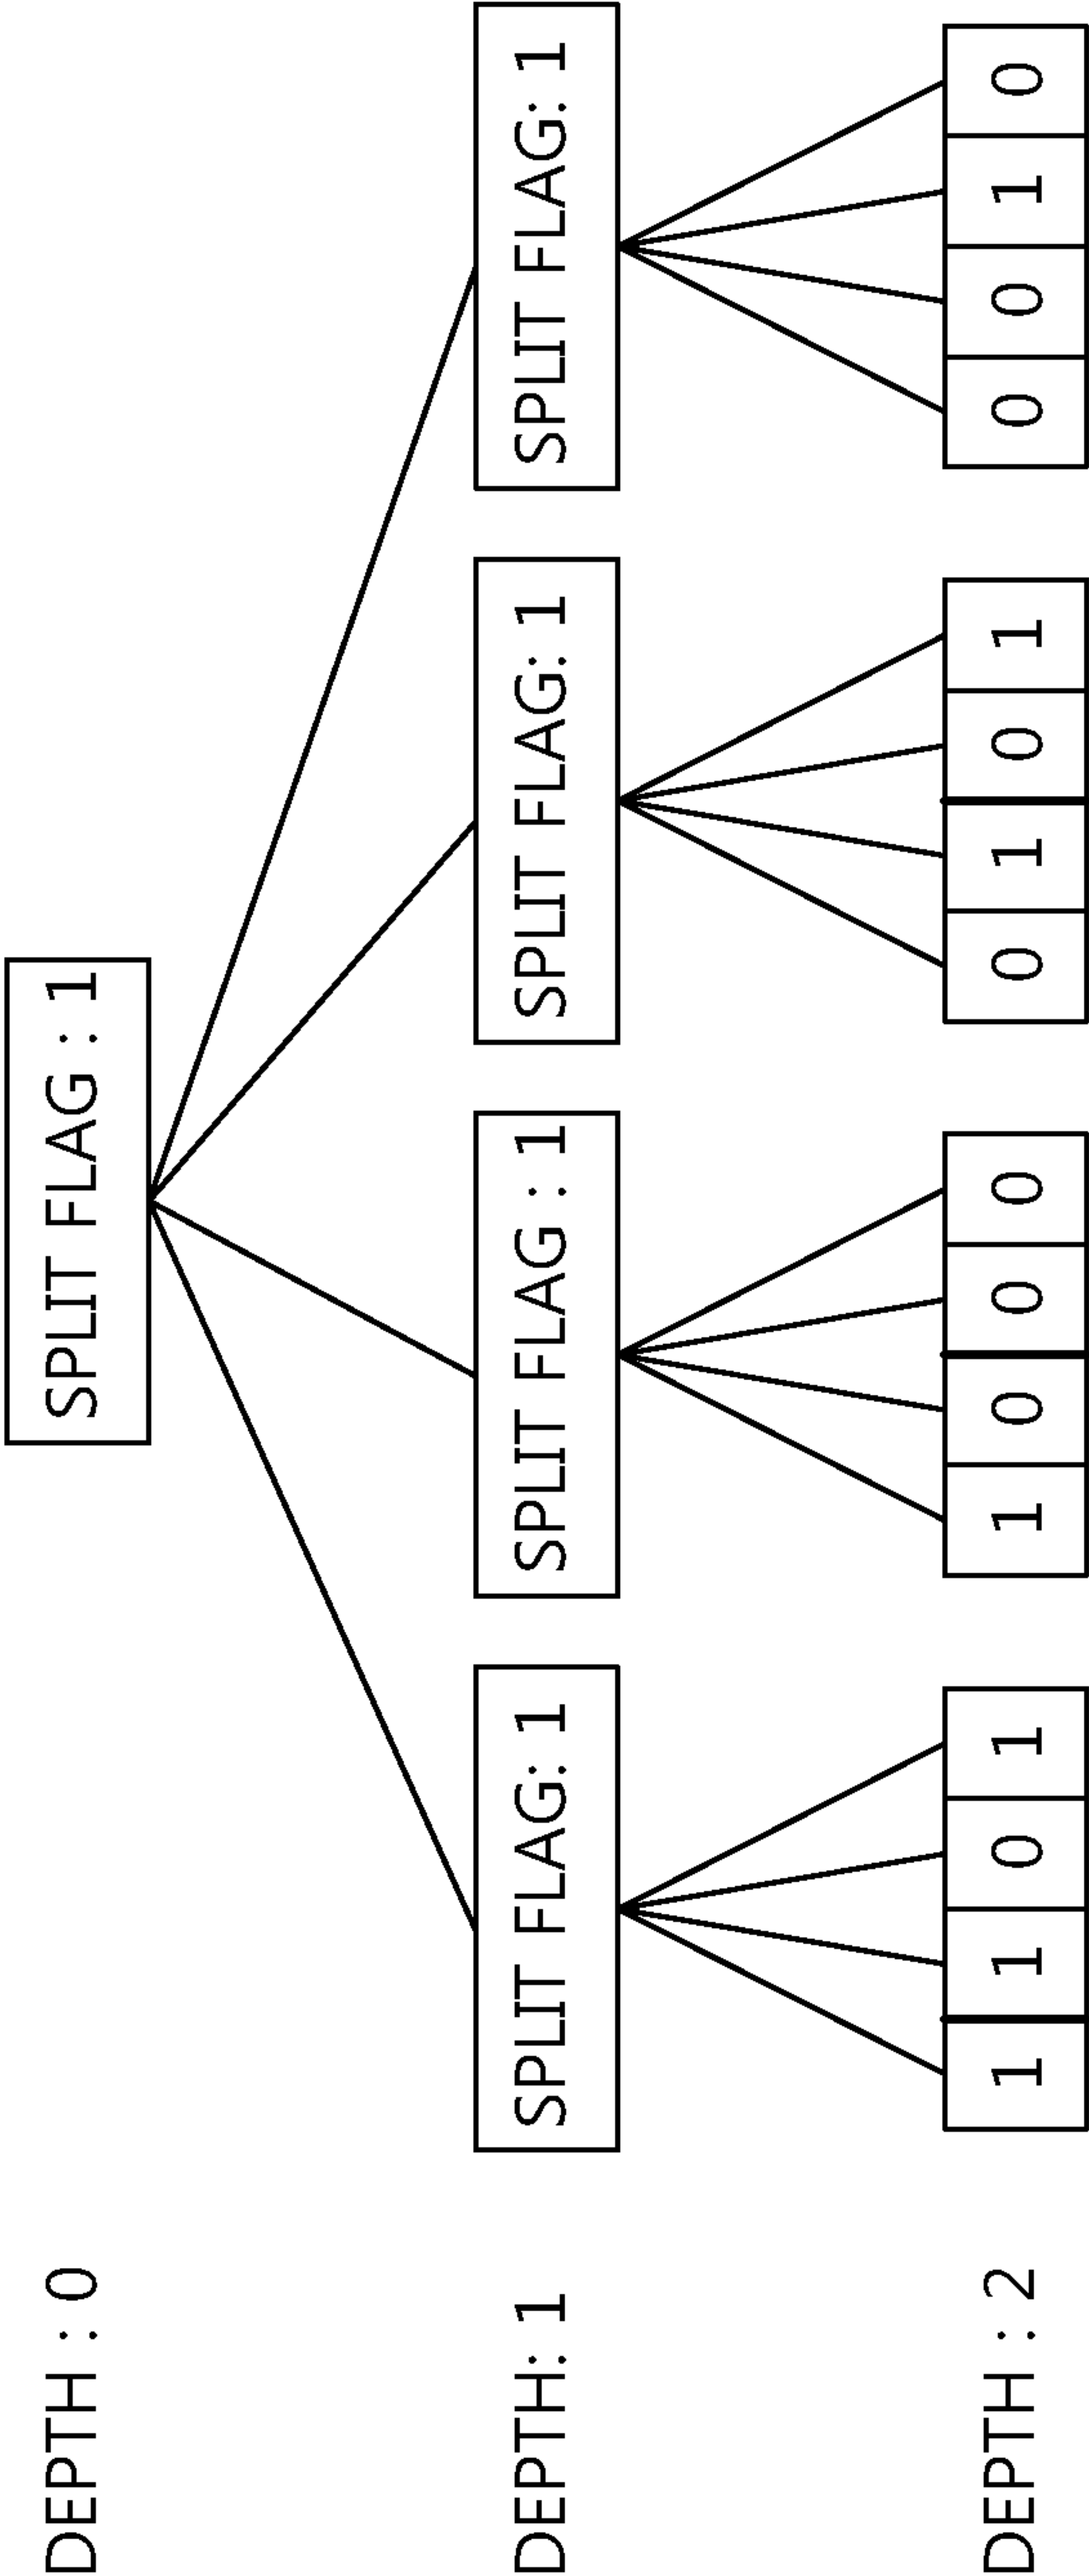 DEPTH : 0
SPLIT FLAG : 1
DEPTH: 1
SPLIT FLAG: 1
SPLIT FLAG : 1
SPLIT FLAG: 1
SPLIT FLAG: 1
DEPTH : 2
1 1 0 1
1 0 0 0
0 1 0 1
0 0 1 0